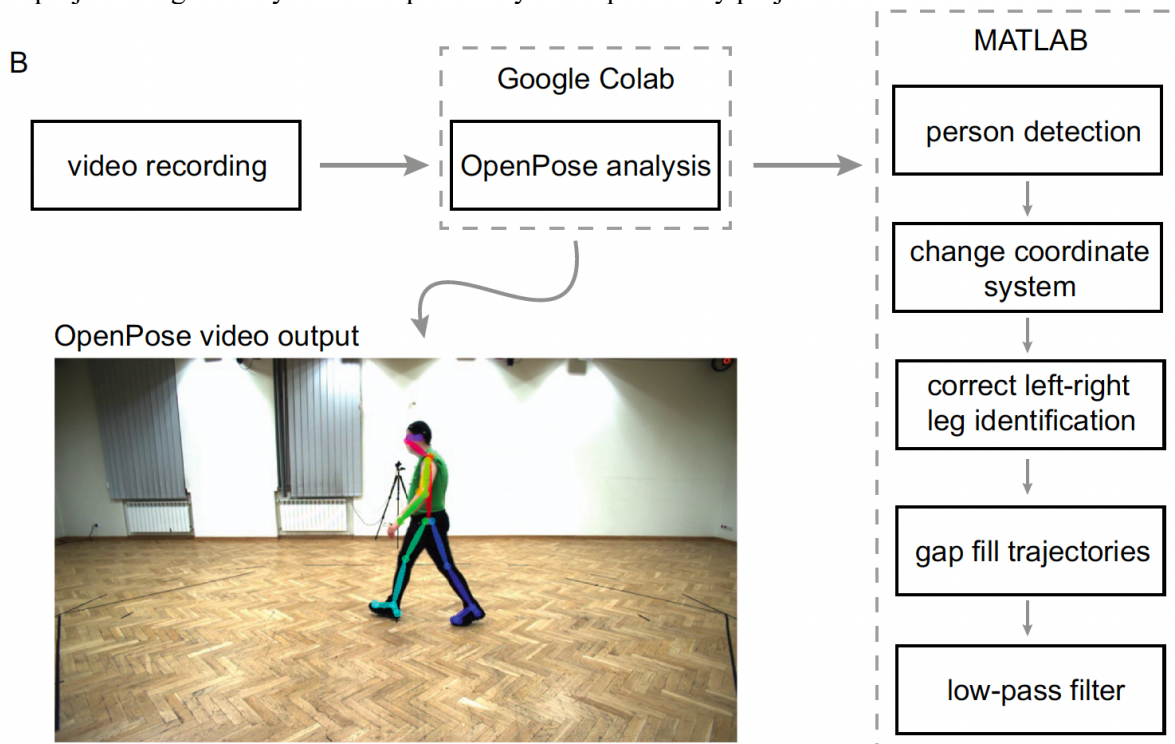 B
Google Colab
MATLAB
video recording
OpenPose analysis
person detection
change coordinate
system
OpenPose video output
correct left-right
leg identification
gap fill trajectories
low-pass filter